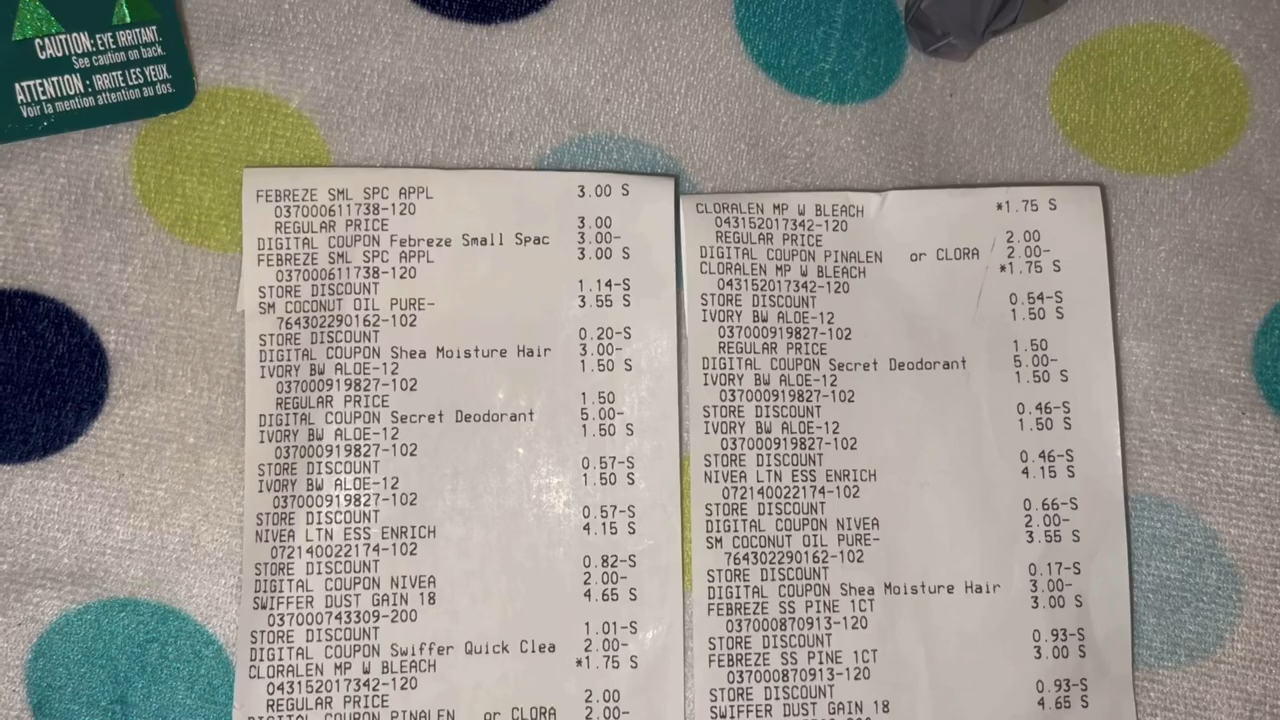 CAUTION: EYE IRRITANT.
See caution on back.
ATTENTION : IRRITE LES YEUX.
Voir la mention attention au dos.
FEBREZE SML SPC APPL 3.00 S
037000611738-120
REGULAR PRICE 3.00
DIGITAL COUPON Febreze Small Spac 3.00-
FEBREZE SML SPC APPL 3.00 S
037000611738-120
STORE DISCOUNT 1.14-S
SM COCONUT OIL PURE- 3.55 S
764302290162-102
STORE DISCOUNT 0.20-S
DIGITAL COUPON Shea Moisture Hair 3.00-
IVORY BW ALOE-12 1.50 S
037000919827-102
REGULAR PRICE 1.50
DIGITAL COUPON Secret Deodorant 5.00-
IVORY BW ALOE-12 1.50 S
037000919827-102
STORE DISCOUNT 0.57-S
IVORY BW ALOE-12 1.50 S
037000919827-102
STORE DISCOUNT 0.57-S
NIVEA LTN ESS ENRICH 4.15 S
072140022174-102
STORE DISCOUNT 0.82-S
DIGITAL COUPON NIVEA 2.00-
SWIFFER DUST GAIN 18 4.65 S
037000743309-200
STORE DISCOUNT 1.01-S
DIGITAL COUPON Swiffer Quick Clea 2.00-
CLORALEN MP W BLEACH *1.75 S
043152017342-120
REGULAR PRICE 2.00
DIGITAL COUPON PINALEN or CLORA 2.00-
CLORALEN MP W BLEACH *1.75 S
043152017342-120
REGULAR PRICE 2.00
DIGITAL COUPON PINALEN or CLORA 2.00-
CLORALEN MP W BLEACH *1.75 S
043152017342-120
STORE DISCOUNT 0.54-S
IVORY BW ALOE-12 1.50 S
037000919827-102
REGULAR PRICE 1.50
DIGITAL COUPON Secret Deodorant 5.00-
IVORY BW ALOE-12 1.50 S
037000919827-102
STORE DISCOUNT 0.46-S
IVORY BW ALOE-12 1.50 S
037000919827-102
STORE DISCOUNT 0.46-S
NIVEA LTN ESS ENRICH 4.15 S
072140022174-102
STORE DISCOUNT 0.66-S
DIGITAL COUPON NIVEA 2.00-
SM COCONUT OIL PURE- 3.55 S
764302290162-102
STORE DISCOUNT 0.17-S
DIGITAL COUPON Shea Moisture Hair 3.00-
FEBREZE SS PINE 1CT 3.00 S
037000870913-120
STORE DISCOUNT 0.93-S
FEBREZE SS PINE 1CT 3.00 S
037000870913-120
STORE DISCOUNT 0.93-S
SWIFFER DUST GAIN 18 4.65 S